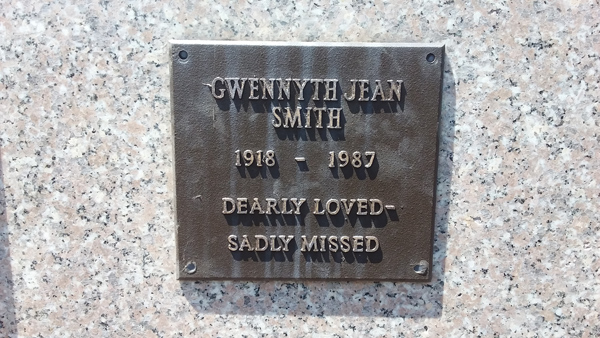 GWENNYTH JEAN
SMITH
1918 - 1987
DEARLY LOVED-
SADLY MISSED